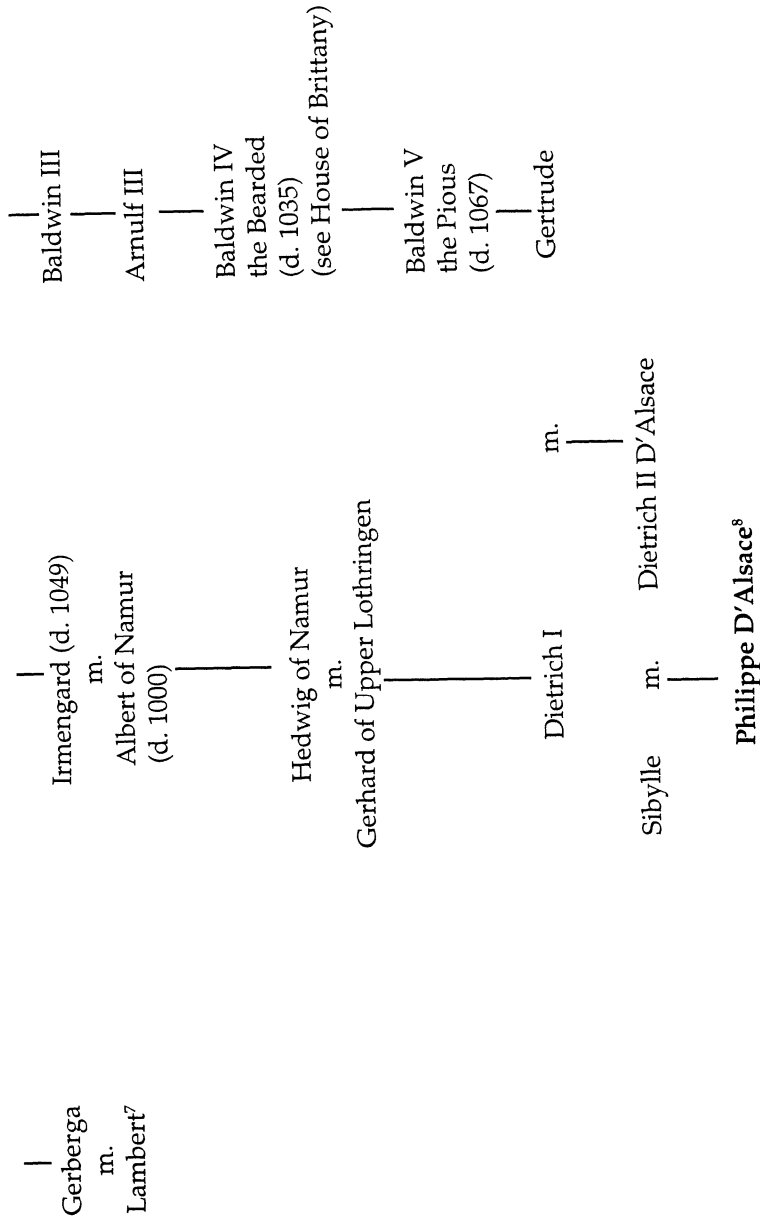 Gerberga
m.
Lambert⁷
Irmengard (d. 1049)
m.
Albert of Namur
(d. 1000)
Hedwig of Namur
m.
Gerhard of Upper Lothringen
Baldwin III
Arnulf III
Baldwin IV
the Bearded
(d. 1035)
(see House of Brittany)
Baldwin V
the Pious
(d. 1067)
Gertrude
Dietrich I
m.
Sibylle
m.
Dietrich II D'Alsace
Philippe D'Alsace⁸